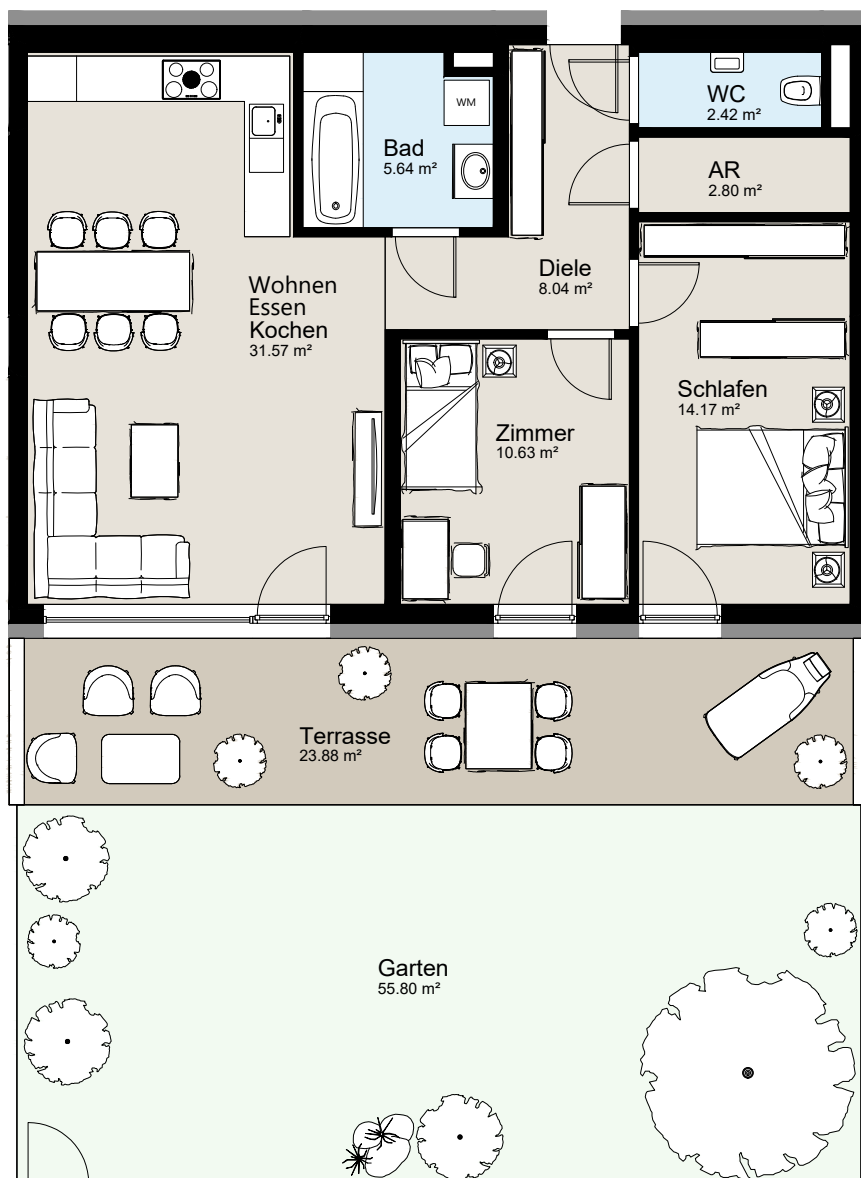 WM
WC
2.42 m²
Bad
5.64 m²
AR
2.80 m²
Diele
8.04 m²
Wohnen
Essen
Kochen
31.57 m²
Schlafen
14.17 m²
Zimmer
10.63 m²
Terrasse
23.88 m²
Garten
55.80 m²